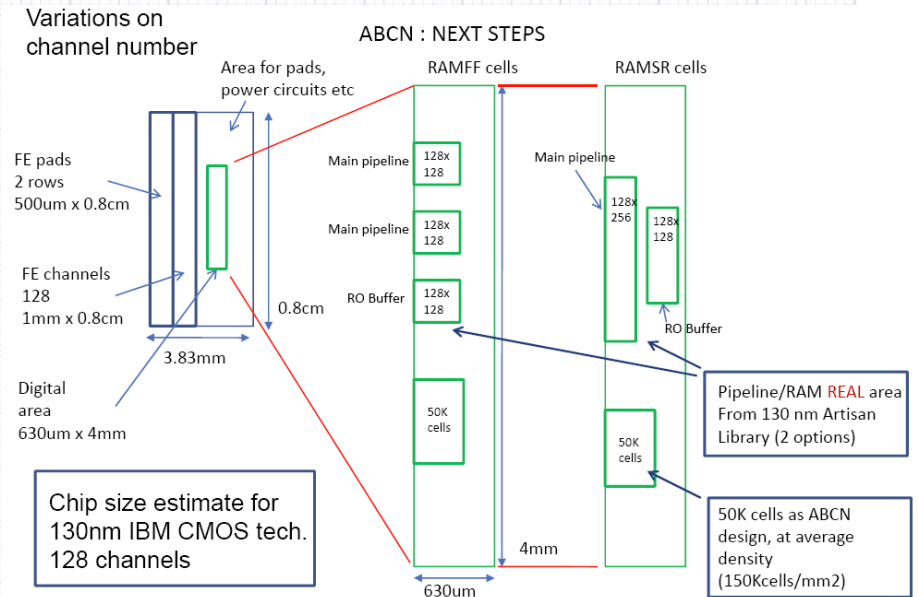 Variations on
channel number
ABCN : NEXT STEPS
Area for pads,
power circuits etc
RAMFF cells
RAMSR cells
FE pads
2 rows
500um x 0.8cm
FE channels
128
1mm x 0.8cm
0.8cm
3.83mm
Digital
area
630um x 4mm
Main pipeline
128x
128
Main pipeline
128x
128
RO Buffer
128x
128
50K
cells
4mm
630um
Main pipeline
128x
256
128x
128
RO Buffer
50K
cells
Pipeline/RAM REAL area
From 130 nm Artisan
Library (2 options)
50K cells as ABCN
design, at average
density
(150Kcells/mm2)
Chip size estimate for
130nm IBM CMOS tech.
128 channels